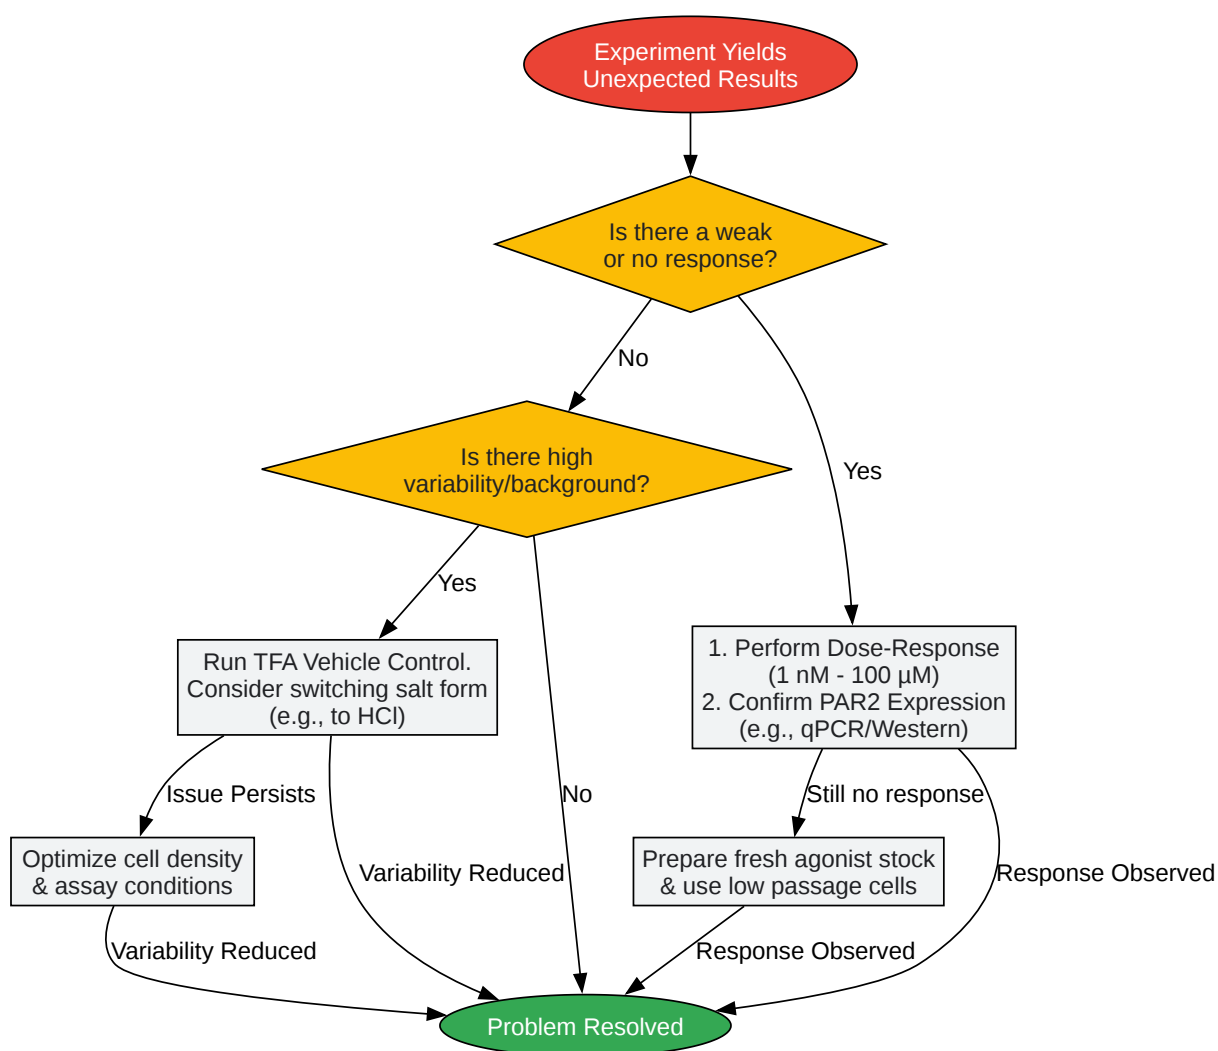 Experiment Yields
Unexpected Results
Is there a weak
or no response?
No
Yes
Is there high
variability/background?
Yes
No
Run TFA Vehicle Control.
Consider switching salt form
(e.g., to HCl)
1. Perform Dose-Response
(1 nM - 100 µM)
2. Confirm PAR2 Expression
(e.g., qPCR/Western)
Issue Persists
Variability Reduced
Still no response
Response Observed
Optimize cell density
& assay conditions
Prepare fresh agonist stock
& use low passage cells
Variability Reduced
Response Observed
Problem Resolved